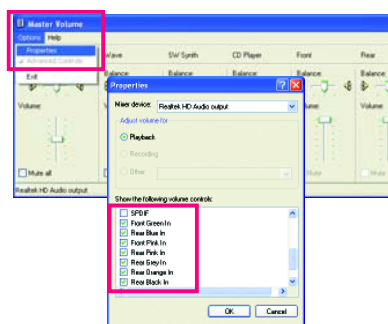 Master Volume
Options Help
Properties
Advanced Controls
Exit
Wave
SW Synth
CD Player
Front
Rear
Balance:
Balance:
Balance:
Balance:
Balance:
Volume:
Volume:
Mute all
Mute
Realtek HD Audio output
Properties
Mixer device: Realtek HD Audio output
Adjust volume for
Playback
Recording
Other
Show the following volume controls:
SPDIF
Front Green In
Rear Blue In
Front Pink In
Rear Pink In
Rear Grey In
Rear Orange In
Rear Black In
OK Cancel